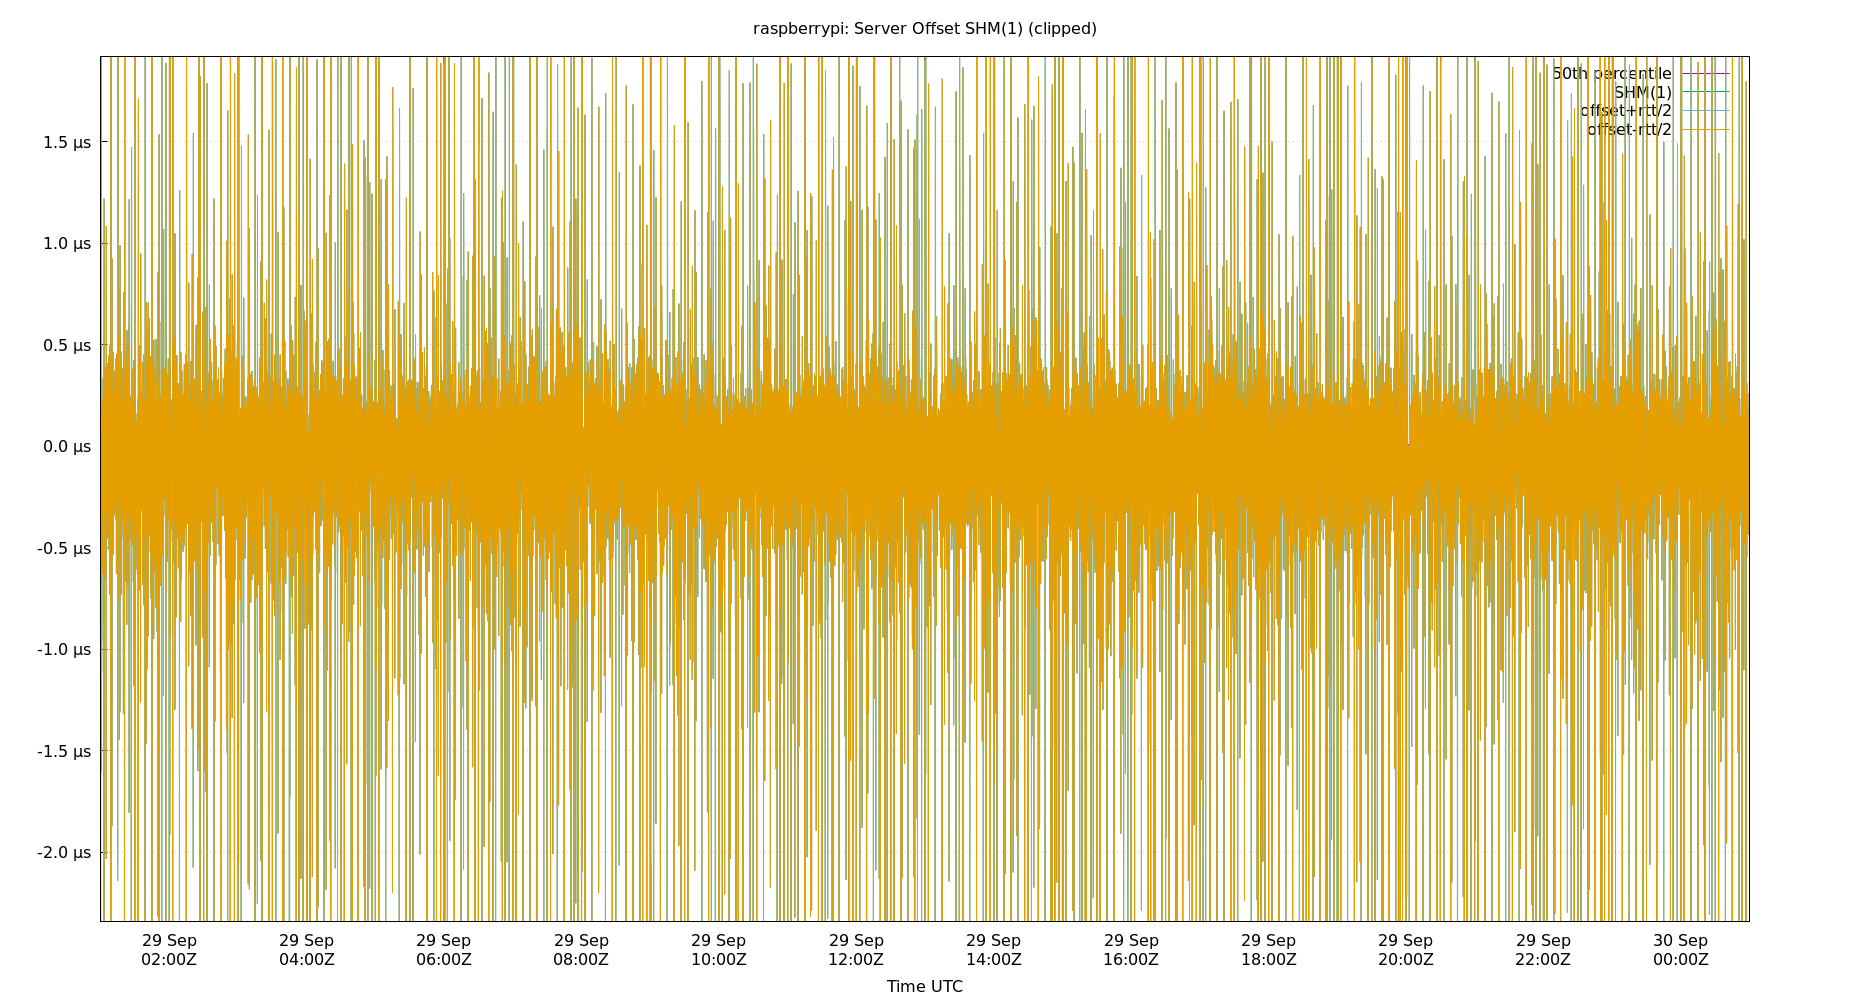 raspberrypi: Server Offset SHM(1) (clipped)
50th percentile
SHM(1)
offset+rtt/2
offset-rtt/2
1.5 µs
1.0 µs
0.5 µs
0.0 µs
-0.5 µs
-1.0 µs
-1.5 µs
-2.0 µs
29 Sep 29 Sep 29 Sep 29 Sep 29 Sep 29 Sep 29 Sep 29 Sep 29 Sep 29 Sep 29 Sep 30 Sep
02:00Z 04:00Z 06:00Z 08:00Z 10:00Z 12:00Z 14:00Z 16:00Z 18:00Z 20:00Z 22:00Z 00:00Z
Time UTC